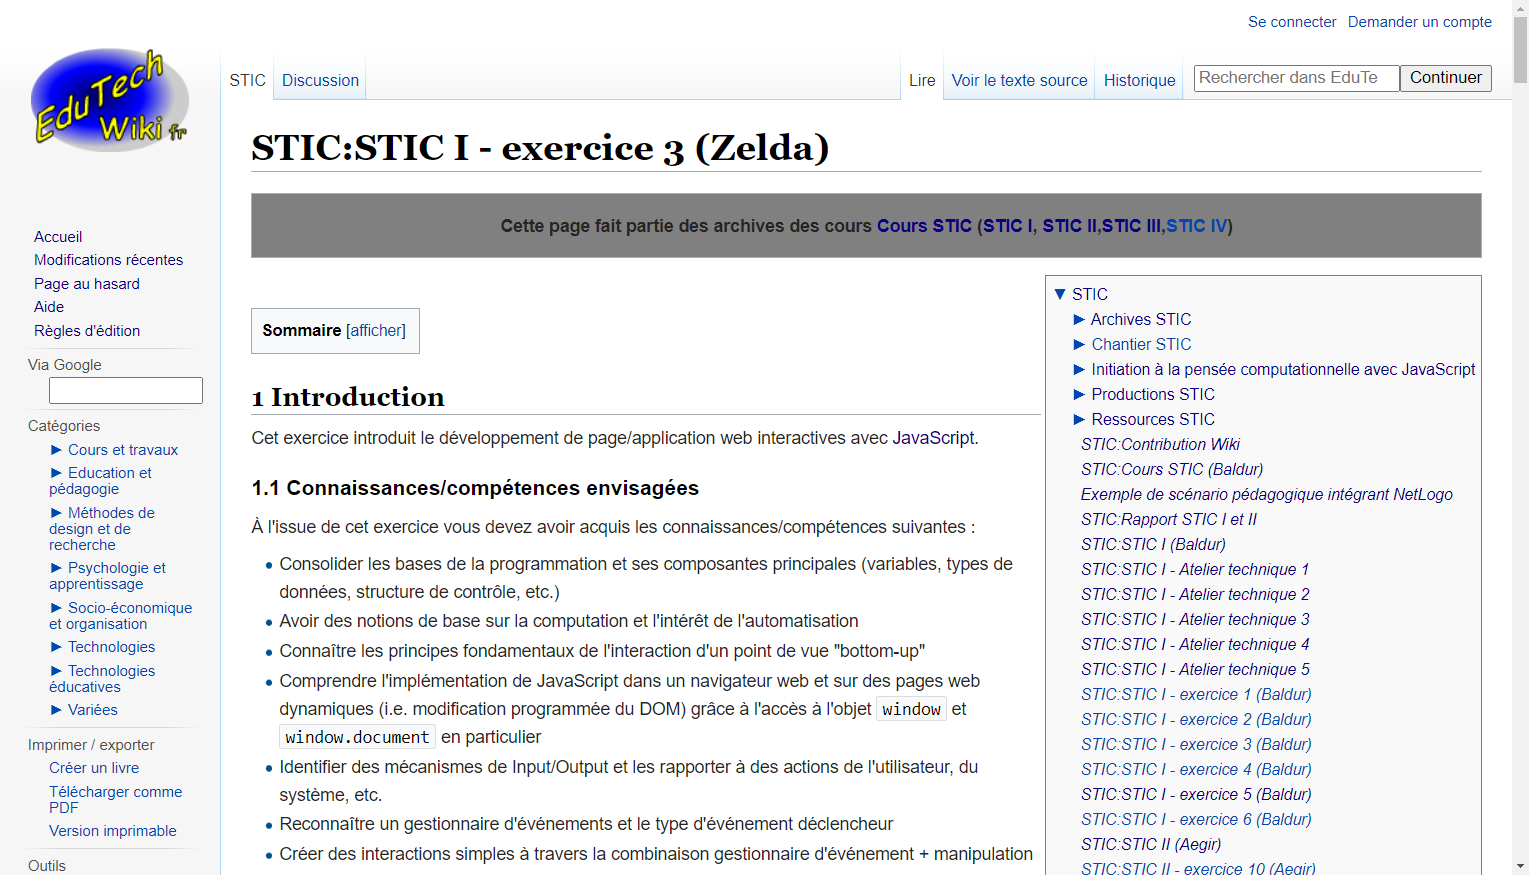 Se connecter Demander un compte
EduTech Wiki fr
STIC Discussion Lire Voir le texte source Historique Rechercher dans EduTe Continuer
STIC:STIC I - exercice 3 (Zelda)
Cette page fait partie des archives des cours Cours STIC (STIC I, STIC II,STIC III,STIC IV)
Accueil
Modifications récentes
Page au hasard
Aide
Règles d'édition
Via Google
Catégories
► Cours et travaux
► Education et
pédagogie
► Méthodes de
design et de
recherche
► Psychologie et
apprentissage
► Socio-économique
et organisation
► Technologies
► Technologies
éducatives
► Variées
Imprimer / exporter
Créer un livre
Télécharger comme
PDF
Version imprimable
Outils
Sommaire [afficher]
1 Introduction
Cet exercice introduit le développement de page/application web interactives avec JavaScript.
1.1 Connaissances/compétences envisagées
À l'issue de cet exercice vous devez avoir acquis les connaissances/compétences suivantes :
• Consolider les bases de la programmation et ses composantes principales (variables, types de
données, structure de contrôle, etc.)
• Avoir des notions de base sur la computation et l'intérêt de l'automatisation
• Connaître les principes fondamentaux de l'interaction d'un point de vue "bottom-up"
• Comprendre l'implémentation de JavaScript dans un navigateur web et sur des pages web
dynamiques (i.e. modification programmée du DOM) grâce à l'accès à l'objet window et
window.document en particulier
• Identifier des mécanismes de Input/Output et les rapporter à des actions de l'utilisateur, du
système, etc.
• Reconnaître un gestionnaire d'événements et le type d'événement déclencheur
• Créer des interactions simples à travers la combinaison gestionnaire d'événement + manipulation
▼ STIC
► Archives STIC
► Chantier STIC
► Initiation à la pensée computationnelle avec JavaScript
► Productions STIC
► Ressources STIC
STIC:Contribution Wiki
STIC:Cours STIC (Baldur)
Exemple de scénario pédagogique intégrant NetLogo
STIC:Rapport STIC I et II
STIC:STIC I (Baldur)
STIC:STIC I - Atelier technique 1
STIC:STIC I - Atelier technique 2
STIC:STIC I - Atelier technique 3
STIC:STIC I - Atelier technique 4
STIC:STIC I - Atelier technique 5
STIC:STIC I - exercice 1 (Baldur)
STIC:STIC I - exercice 2 (Baldur)
STIC:STIC I - exercice 3 (Baldur)
STIC:STIC I - exercice 4 (Baldur)
STIC:STIC I - exercice 5 (Baldur)
STIC:STIC I - exercice 6 (Baldur)
STIC:STIC II (Aegir)
STIC:STIC II - exercice 10 (Aegir)